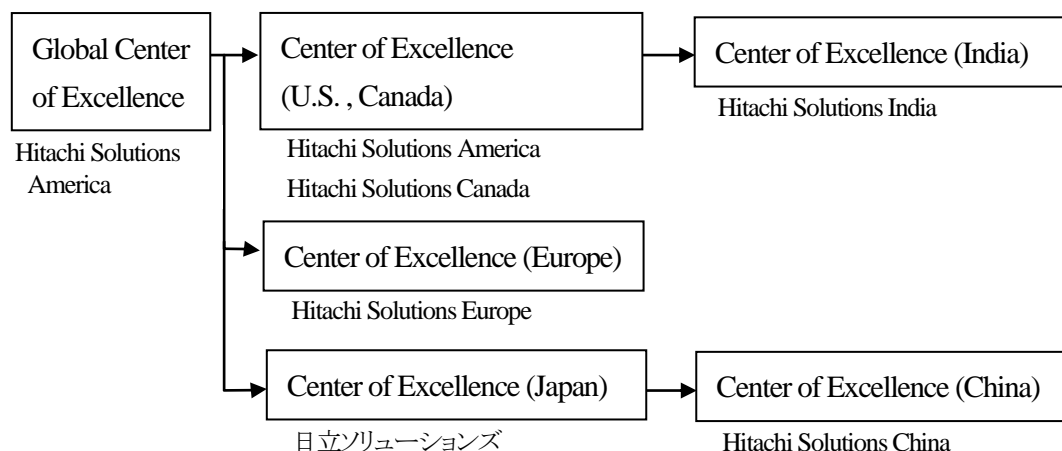 Global Center
of Excellence
Hitachi Solutions
America
Center of Excellence
(U.S. , Canada)
Hitachi Solutions America
Hitachi Solutions Canada
Center of Excellence (India)
Hitachi Solutions India
Center of Excellence (Europe)
Hitachi Solutions Europe
Center of Excellence (Japan)
日立ソリューションズ
Center of Excellence (China)
Hitachi Solutions China